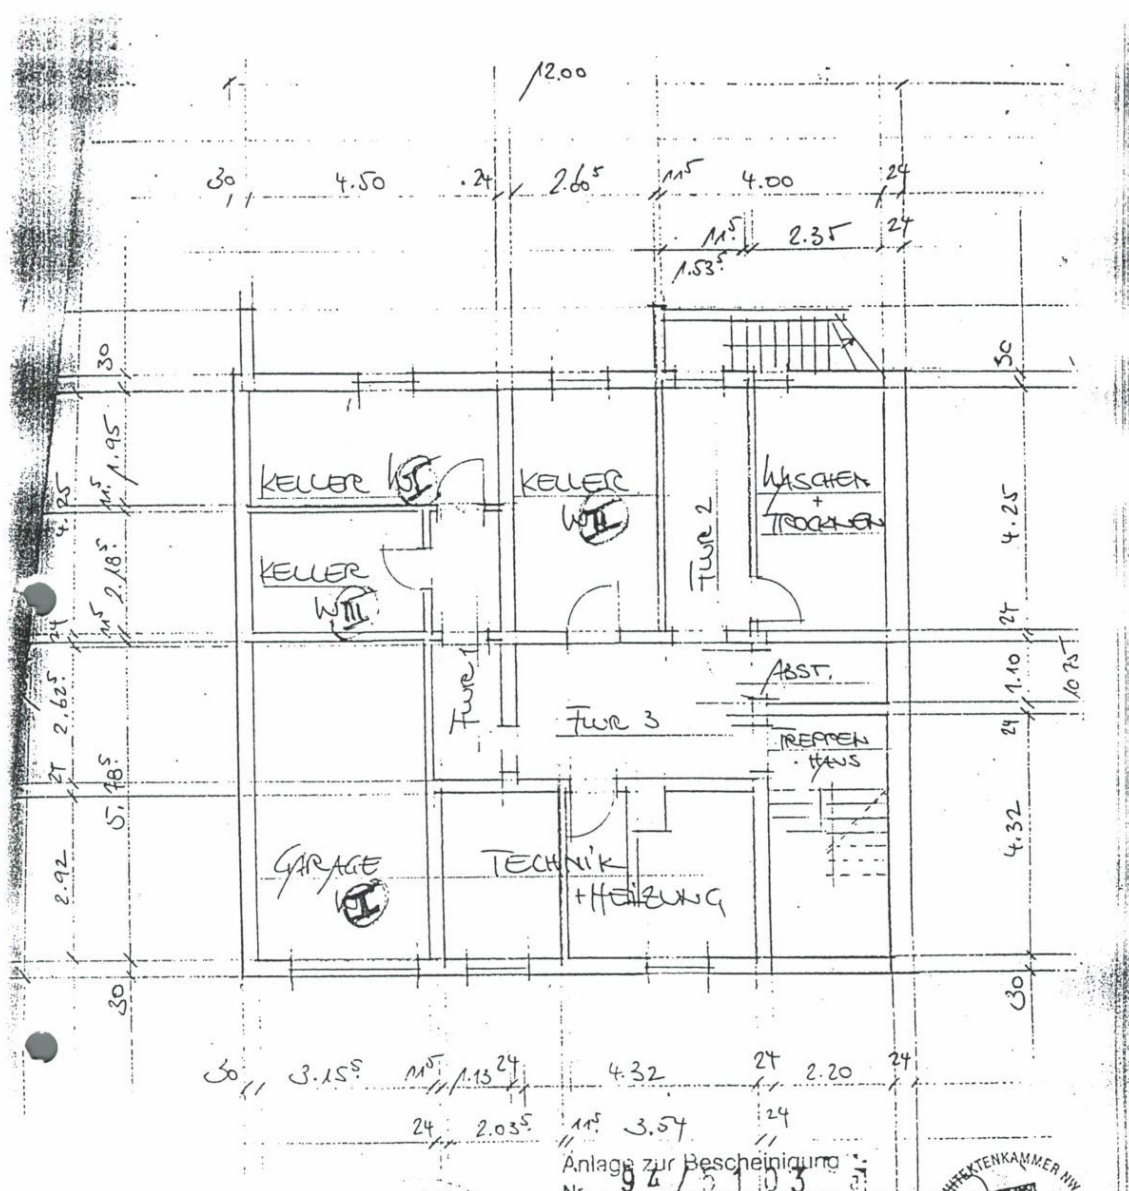 12.00
30 4.50 24 2.60⁵ 11⁵ 4.00 24
11⁵ 2.35 24
1.53⁵
30 30
1.95
4.25 11⁵
KELLER W I KELLER W II WASCHEN
+
TROCKNEN
FLUR 2
4.25
2.18⁵
KELLER
W III
24 11⁵ 24
FLUR 1
ABST.
1.10 10.75
2.62⁵
FLUR 3
24
TREPPEN
HAUS
24
5.78⁵
4.32
2.92
GARAGE TECHNIK
+ HEIZUNG
30 30
30 3.15⁵ 11⁵ 1.13 24 4.32 24 2.20 24
24 2.03⁵ 11⁵ 3.54 24
Anlage zur Bescheinigung
ARCHITEKTENKAMMER NW